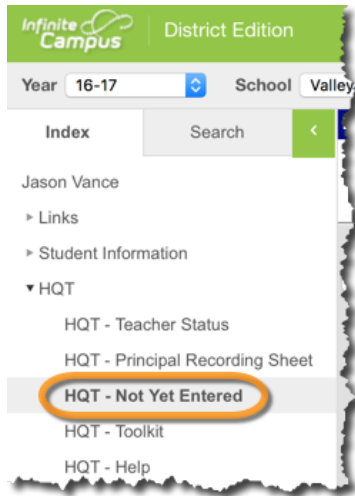 Infinite
Campus
District Edition
Year 16-17 School Valley
Index Search
Jason Vance
Links
Student Information
HQT
HQT - Teacher Status
HQT - Principal Recording Sheet
HQT - Not Yet Entered
HQT - Toolkit
HQT - Help